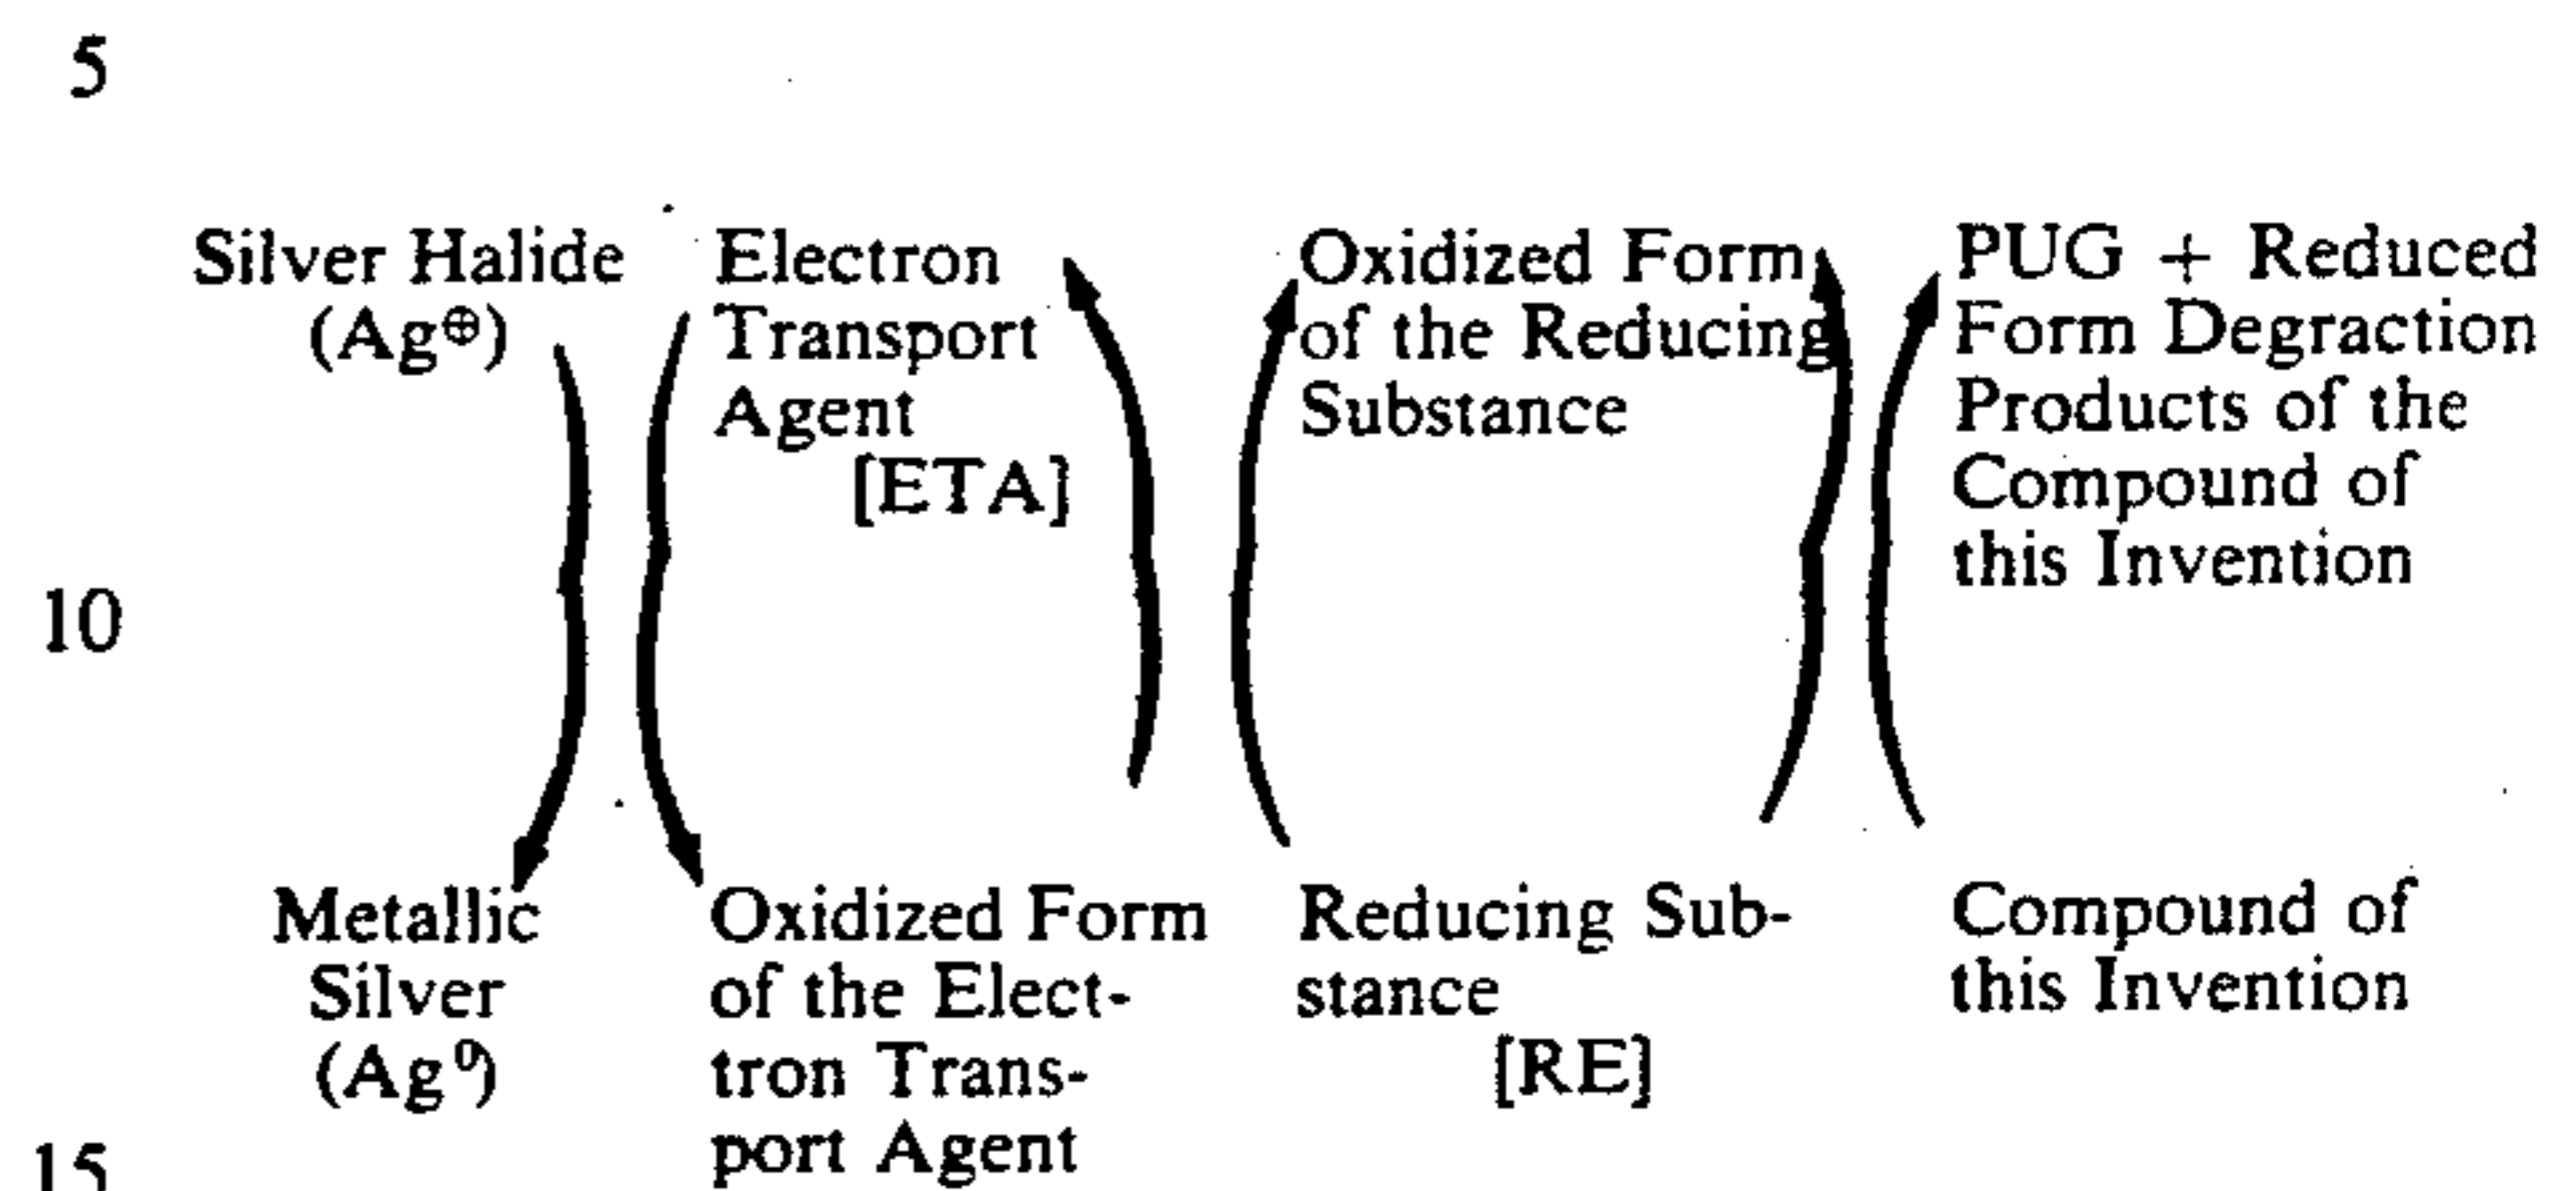 5
Silver Halide
(Ag⊕)
Electron
Transport
Agent
[ETA]
Oxidized Form
of the Reducing
Substance
PUG + Reduced
Form Degraction
Products of the
Compound of
this Invention
10
Metallic
Silver
(Ag⁰)
Oxidized Form
of the Elect-
tron Trans-
port Agent
Reducing Sub-
stance
[RE]
Compound of
this Invention
15